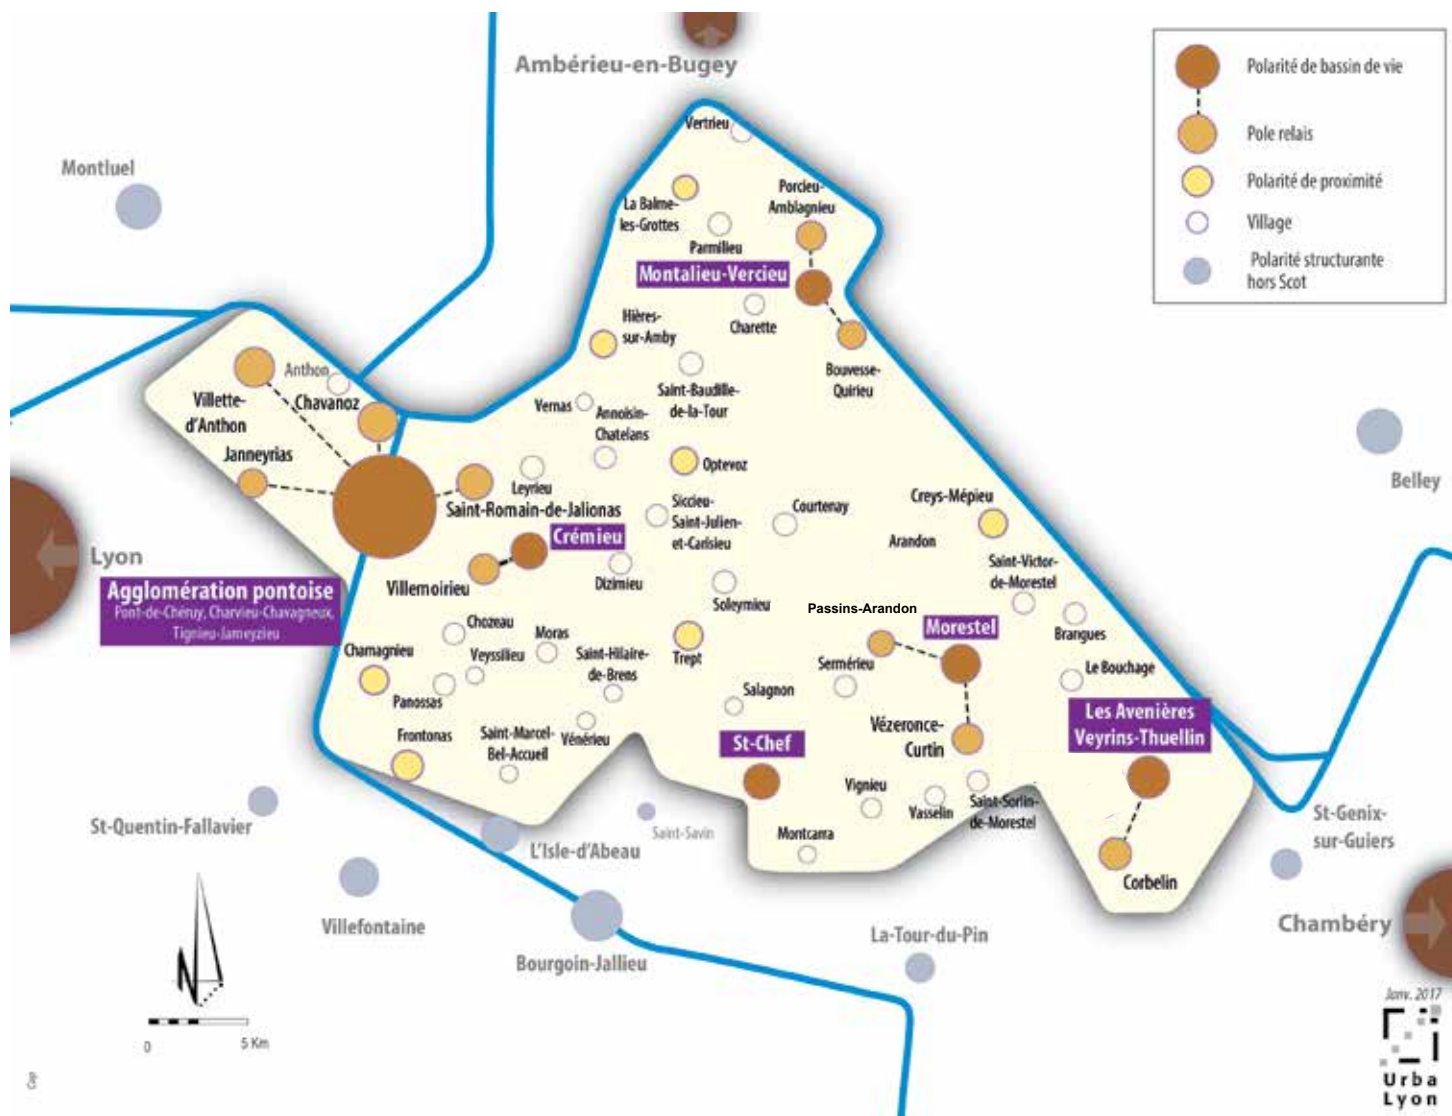 Ambérieu-en-Bugey
Polarité de bassin de vie
Pole relais
Polarité de proximité
Village
Polarité structurante
hors Scot
Montluel
Vertrieu
La Balme-
les-Grottes
Porcieu-
Amblagnieu
Parmilieu
Montalieu-Vercieu
Charette
Hières-
sur-Amby
Bouvesse-
Quirieu
Saint-Baudille-
de-la-Tour
Anthon
Villette-
d'Anthon
Chavanoz
Vernas
Annoisin-
Chatelans
Janneyrias
Optevoz
Belley
Leyrieu
Saint-Romain-de-Jalionas
Siccieu-
Saint-Julien-
et-Carisieu
Courtenay
Creys-Mépieu
Arandon
Crémieu
Lyon
Villemoirieu
Dizimieu
Saint-Victor-
de-Morestel
Agglomération pontoise
Pont-de-Chéruy, Charvieu-Chavagneux,
Tignieu-Jameyzieu
Soleymieu
Passins-Arandon
Morestel
Brangues
Chozeau
Moras
Chamagnieu
Veyssilieu
Saint-Hilaire-
de-Brens
Trept
Sermérieu
Le Bouchage
Panossas
Salagnon
Les Avenières
Veyrins-Thuellin
Frontonas
Saint-Marcel-
Bel-Accueil
Vénérieu
St-Chef
Vézeronce-
Curtin
Vignieu
Vasselin
Saint-Sorlin-
de-Morestel
St-Quentin-Fallavier
Saint-Savin
Montcarra
St-Genix-
sur-Guiers
L'Isle-d'Abeau
Corbelin
Villefontaine
Chambéry
La-Tour-du-Pin
Bourgoin-Jallieu
N
0
5 Km
Janv. 2017
Urba
Lyon
Cap